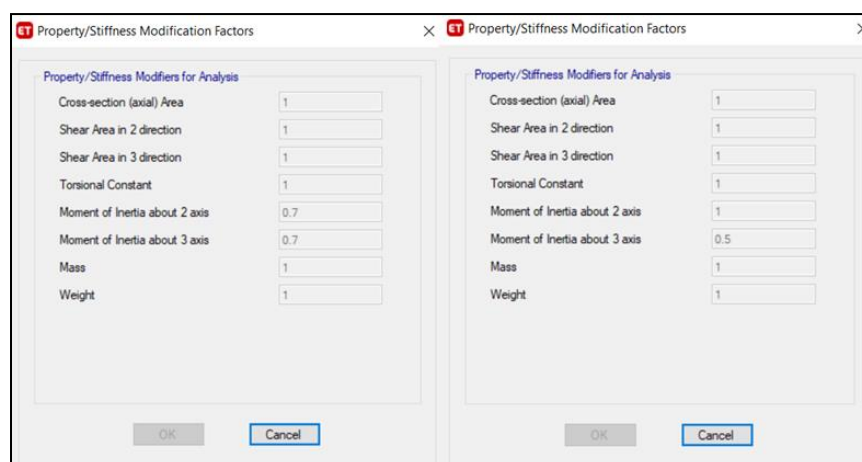 ET Property/Stiffness Modification Factors
Property/Stiffness Modifiers for Analysis
Cross-section (axial) Area 1
Shear Area in 2 direction 1
Shear Area in 3 direction 1
Torsional Constant 1
Moment of Inertia about 2 axis 0.7
Moment of Inertia about 3 axis 0.7
Mass 1
Weight 1
OK Cancel
ET Property/Stiffness Modification Factors
Property/Stiffness Modifiers for Analysis
Cross-section (axial) Area 1
Shear Area in 2 direction 1
Shear Area in 3 direction 1
Torsional Constant 1
Moment of Inertia about 2 axis 1
Moment of Inertia about 3 axis 0.5
Mass 1
Weight 1
OK Cancel